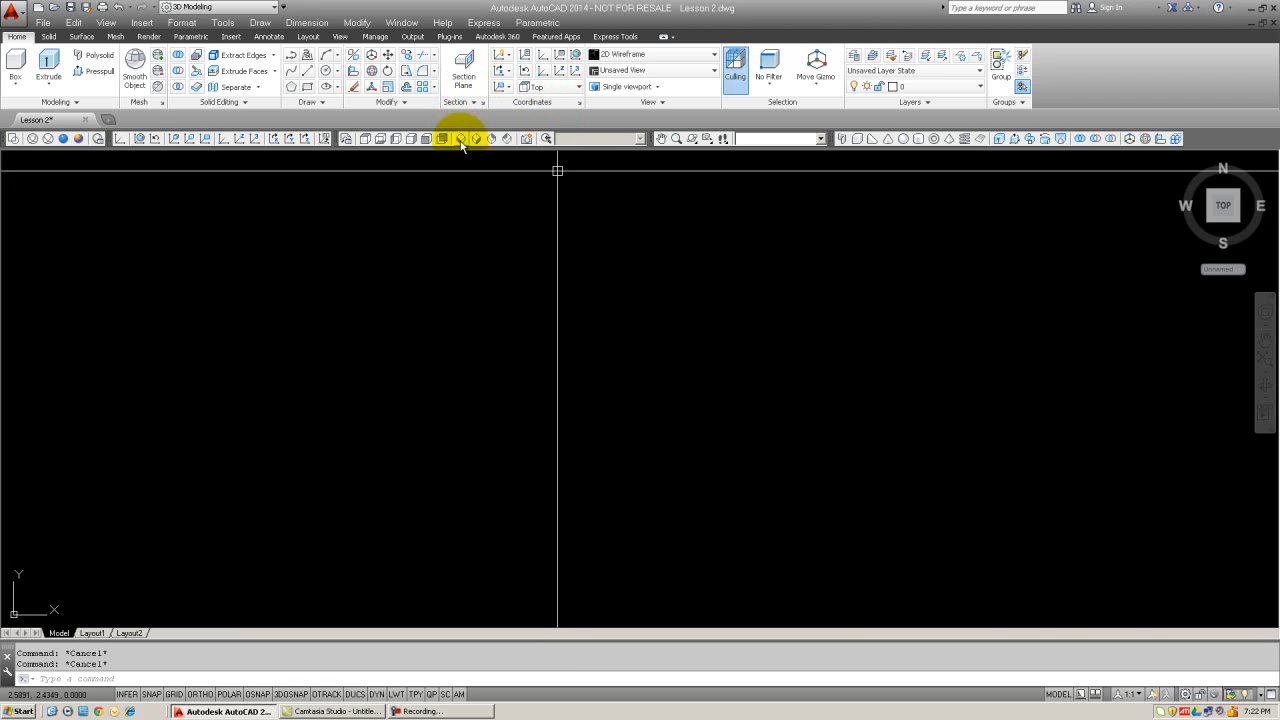 3D Modeling
Autodesk AutoCAD 2014 - NOT FOR RESALE Lesson 2.dwg
Type a keyword or phrase
Sign In
File Edit View Insert Format Tools Draw Dimension Modify Window Help Express Parametric
Home Solid Surface Mesh Render Parametric Insert Annotate Layout View Manage Output Plug-ins Autodesk 360 Featured Apps Express Tools
Polysolid Extract Edges 2D Wireframe
Presspull Extrude Faces Unsaved View Unsaved Layer State
Box Extrude Smooth Object Separate Section Plane Top Single viewport Culling No Filter Move Gizmo 0 Group
Modeling Mesh Solid Editing Draw Modify Section Coordinates View Selection Layers Groups
Lesson 2*
N
W TOP E
S
Unnamed
Y
X
Model Layout1 Layout2
Command: *Cancel*
Command: *Cancel*
Type a command
2.5891, 2.4349, 0.0000 INFER SNAP GRID ORTHO POLAR OSNAP 3DOSNAP OTRACK DUCS DYN LWT TPY QP SC AM MODEL 1:1
Start Autodesk AutoCAD 2... Camtasia Studio - Untitle... Recording... 7:22 PM